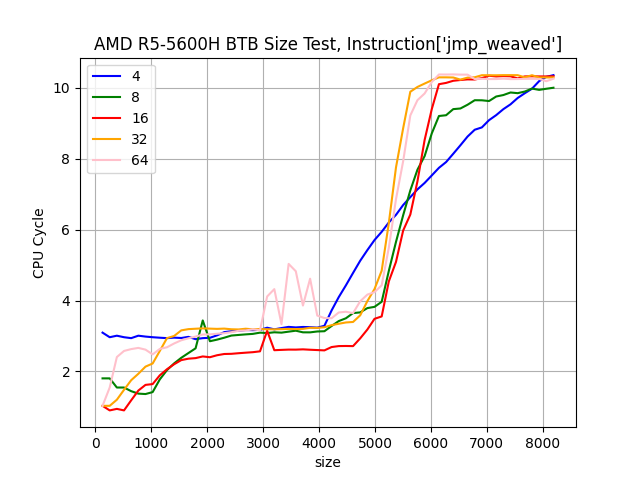 AMD R5-5600H BTB Size Test, Instruction['jmp_weaved']
4
8
16
32
64
10
8
6
4
2
CPU Cycle
0 1000 2000 3000 4000 5000 6000 7000 8000
size